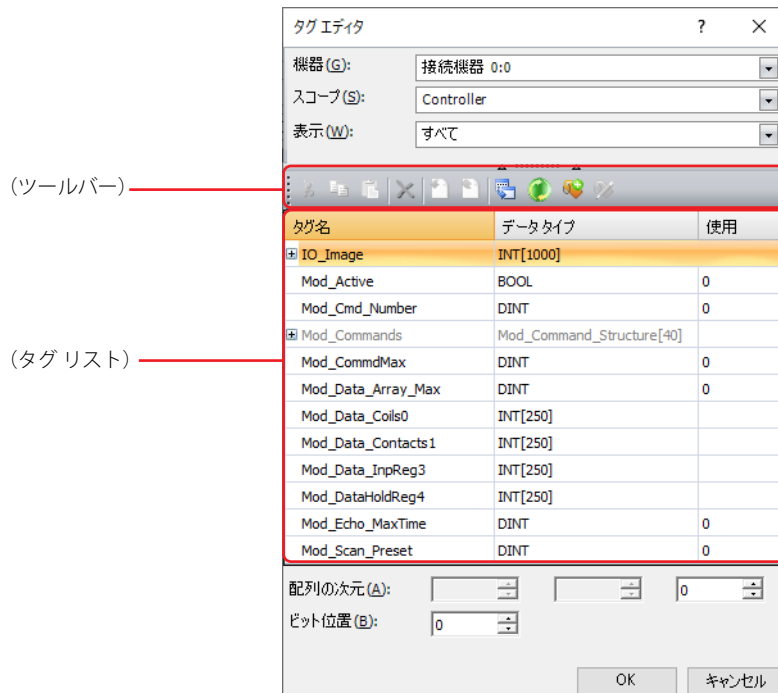 タグ エディタ ? ×
機器(G): 接続機器 0:0
スコープ(S): Controller
表示(W): すべて
(ツールバー)
タグ名 データ タイプ 使用
IO_Image INT[1000]
Mod_Active BOOL 0
Mod_Cmd_Number DINT 0
Mod_Commands Mod_Command_Structure[40]
(タグ リスト)
Mod_CommdMax DINT 0
Mod_Data_Array_Max DINT 0
Mod_Data_Coils0 INT[250]
Mod_Data_Contacts1 INT[250]
Mod_Data_InpReg3 INT[250]
Mod_DataHoldReg4 INT[250]
Mod_Echo_MaxTime DINT 0
Mod_Scan_Preset DINT 0
配列の次元(A): 0
ビット位置(B): 0
OK キャンセル